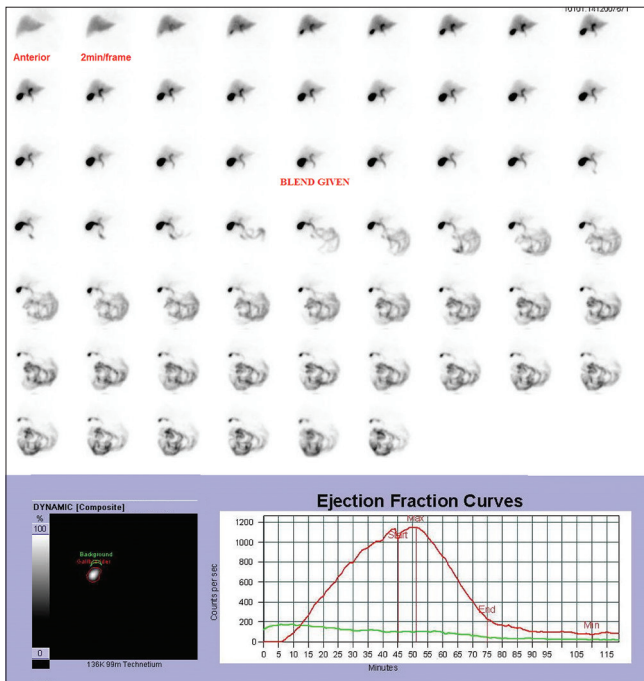 Anterior 2min/frame
BLEND GIVEN
DYNAMIC [Composite]
%
100
0
Background
136K 99m Technetium
Ejection Fraction Curves
Counts per sec
1200
1000
800
600
400
200
0
Max
Start
End
Min
0 5 10 15 20 25 30 35 40 45 50 55 60 65 70 75 80 85 90 95 105 115
Minutes